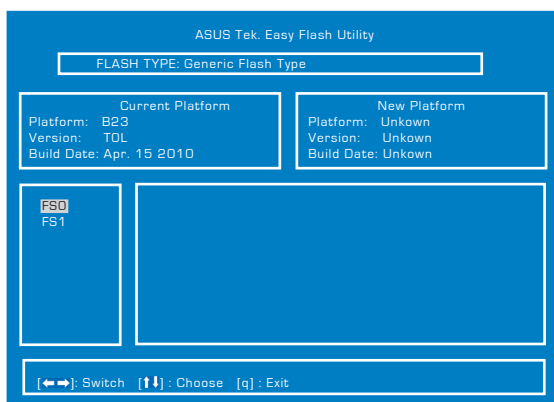 ASUS Tek. Easy Flash Utility
FLASH TYPE: Generic Flash Type
Current Platform
Platform: B23
Version: T0L
Build Date: Apr. 15 2010
New Platform
Platform: Unkown
Version: Unkown
Build Date: Unkown
FS0
FS1
[←→]: Switch [↑↓] : Choose [q] : Exit